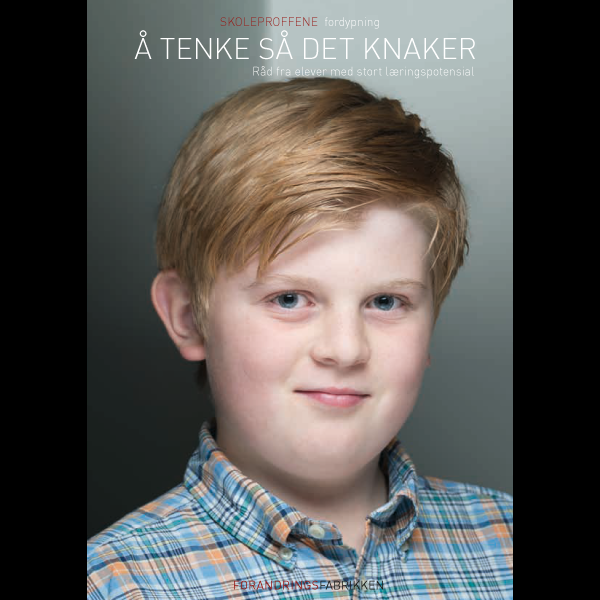 SKOLEPROFFENE fordypning
Å TENKE SÅ DET KNAKER
Råd fra elever med stort læringspotensial
FORANDRINGSFABRIKKEN